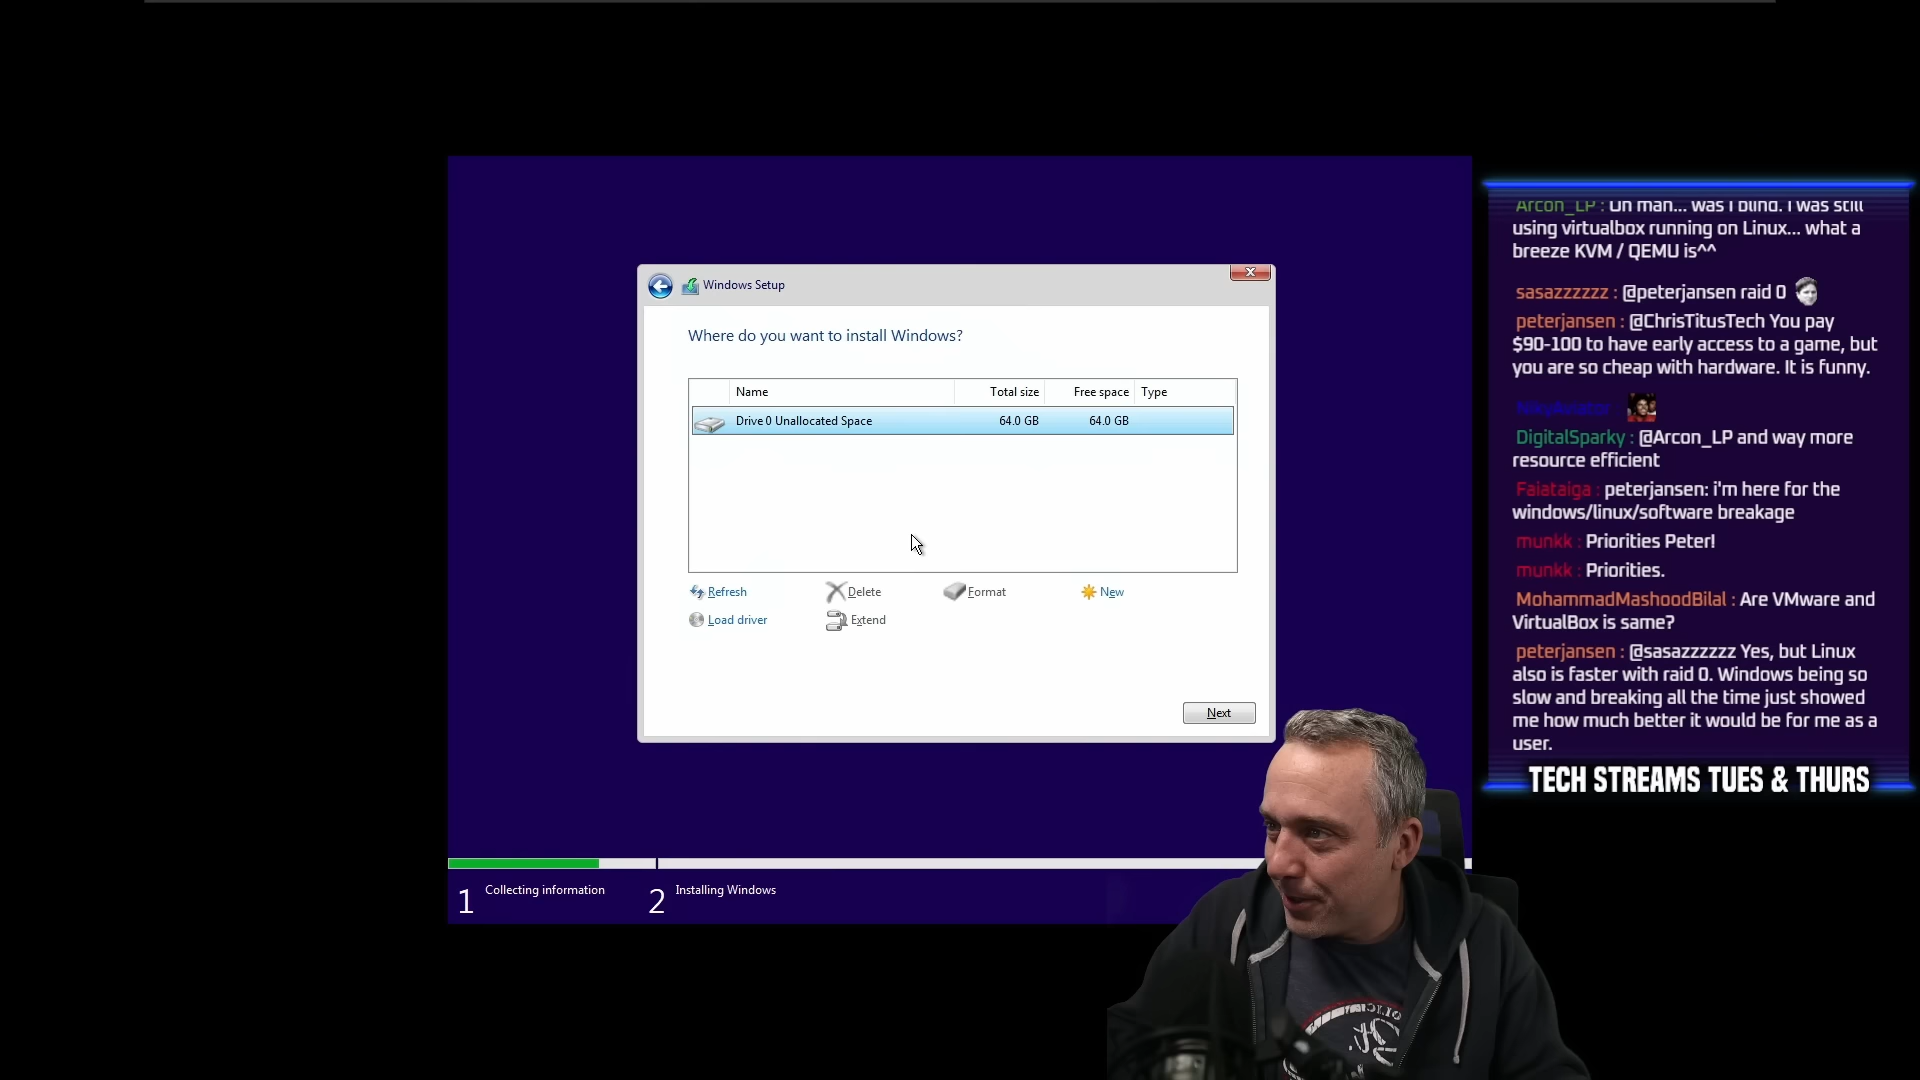 Windows Setup
Where do you want to install Windows?
Name Total size Free space Type
Drive 0 Unallocated Space 64.0 GB 64.0 GB
Refresh Delete Format New
Load driver Extend
Next
1 Collecting information 2 Installing Windows
Arcon_LP : Oh man... was I blind. I was still
using virtualbox running on Linux... what a
breeze KVM / QEMU is^^
sasazzzzzz : @peterjansen raid 0
peterjansen : @ChrisTitusTech You pay
$90-100 to have early access to a game, but
you are so cheap with hardware. It is funny.
DigitalSparky : @Arcon_LP and way more
resource efficient
Faiataiga : peterjansen: i'm here for the
windows/linux/software breakage
munkk : Priorities Peter!
munkk : Priorities.
MohammadMashoodBilal : Are VMware and
VirtualBox is same?
peterjansen : @sasazzzzzz Yes, but Linux
also is faster with raid 0. Windows being so
slow and breaking all the time just showed
me how much better it would be for me as a
user.
TECH STREAMS TUES & THURS